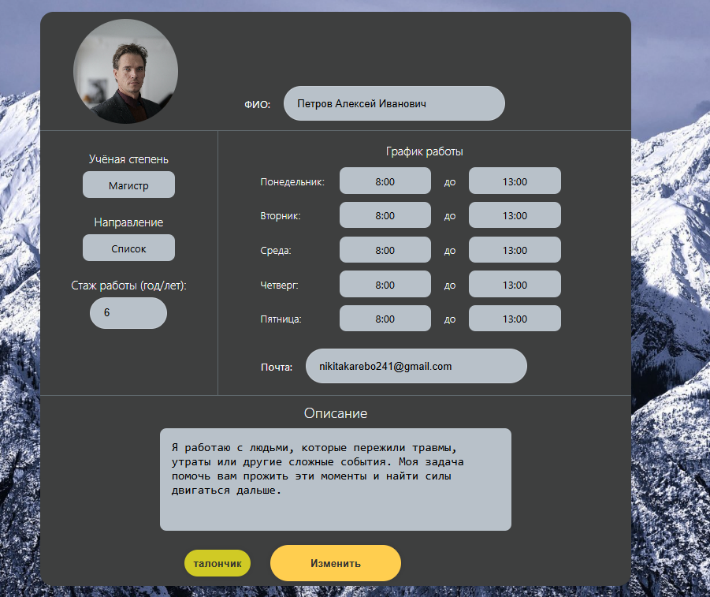 ФИО: Петров Алексей Иванович
Учёная степень
Магистр
Направление
Список
Стаж работы (год/лет):
6
График работы
Понедельник: 8:00 до 13:00
Вторник: 8:00 до 13:00
Среда: 8:00 до 13:00
Четверг: 8:00 до 13:00
Пятница: 8:00 до 13:00
Почта: nikitakarebo241@gmail.com
Описание
Я работаю с людьми, которые пережили травмы,
утраты или другие сложные события. Моя задача
помочь вам прожить эти моменты и найти силы
двигаться дальше.
талончик Изменить